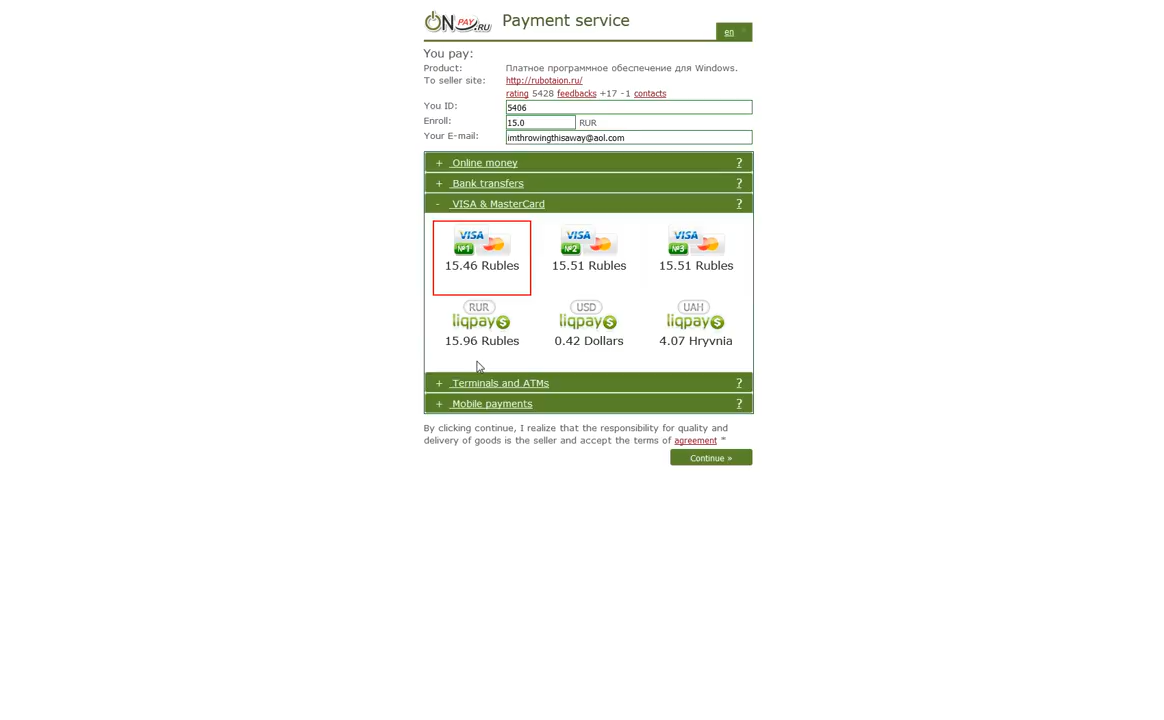 ON PAY.RU Payment service
en
You pay:
Product: Платное программное обеспечение для Windows.
To seller site: http://rubotaion.ru/
rating 5428 feedbacks +17 -1 contacts
You ID: 5406
Enroll: 15.0 RUR
Your E-mail: imthrowingthisaway@aol.com
+ Online money ?
+ Bank transfers ?
- VISA & MasterCard ?
VISA №1 VISA №2 VISA №3
15.46 Rubles 15.51 Rubles 15.51 Rubles
RUR USD UAH
liqpay liqpay liqpay
15.96 Rubles 0.42 Dollars 4.07 Hryvnia
+ Terminals and ATMs ?
+ Mobile payments ?
By clicking continue, I realize that the responsibility for quality and
delivery of goods is the seller and accept the terms of agreement *
Continue »